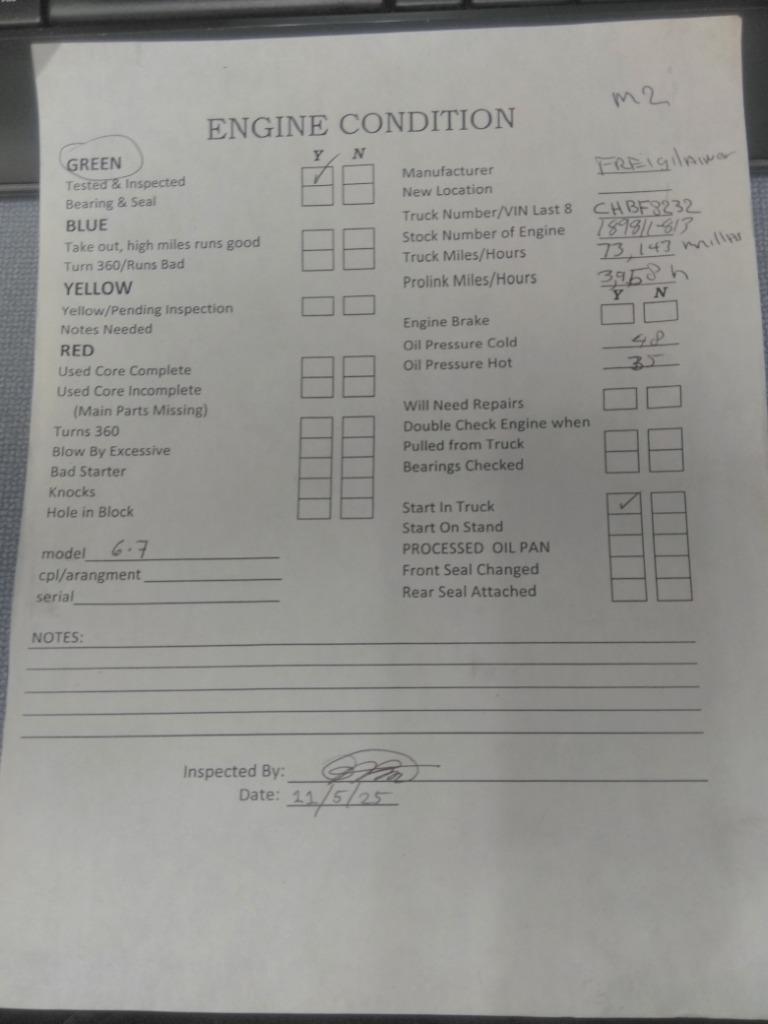 M2
ENGINE CONDITION
GREEN Y N
Tested & Inspected
Bearing & Seal
BLUE
Take out, high miles runs good
Turn 360/Runs Bad
YELLOW
Yellow/Pending Inspection
Notes Needed
RED
Used Core Complete
Used Core Incomplete
(Main Parts Missing)
Turns 360
Blow By Excessive
Bad Starter
Knocks
Hole in Block
model 6.7
cpl/arangment
serial
Manufacturer
New Location
Truck Number/VIN Last 8 CHBF8232
Stock Number of Engine
Truck Miles/Hours 73,143
Prolink Miles/Hours 3,958 h
Y N
Engine Brake
Oil Pressure Cold 48
Oil Pressure Hot 35
Will Need Repairs
Double Check Engine when
Pulled from Truck
Bearings Checked
Start In Truck ✓
Start On Stand
PROCESSED OIL PAN
Front Seal Changed
Rear Seal Attached
NOTES:
Inspected By:
Date: 11/5/25